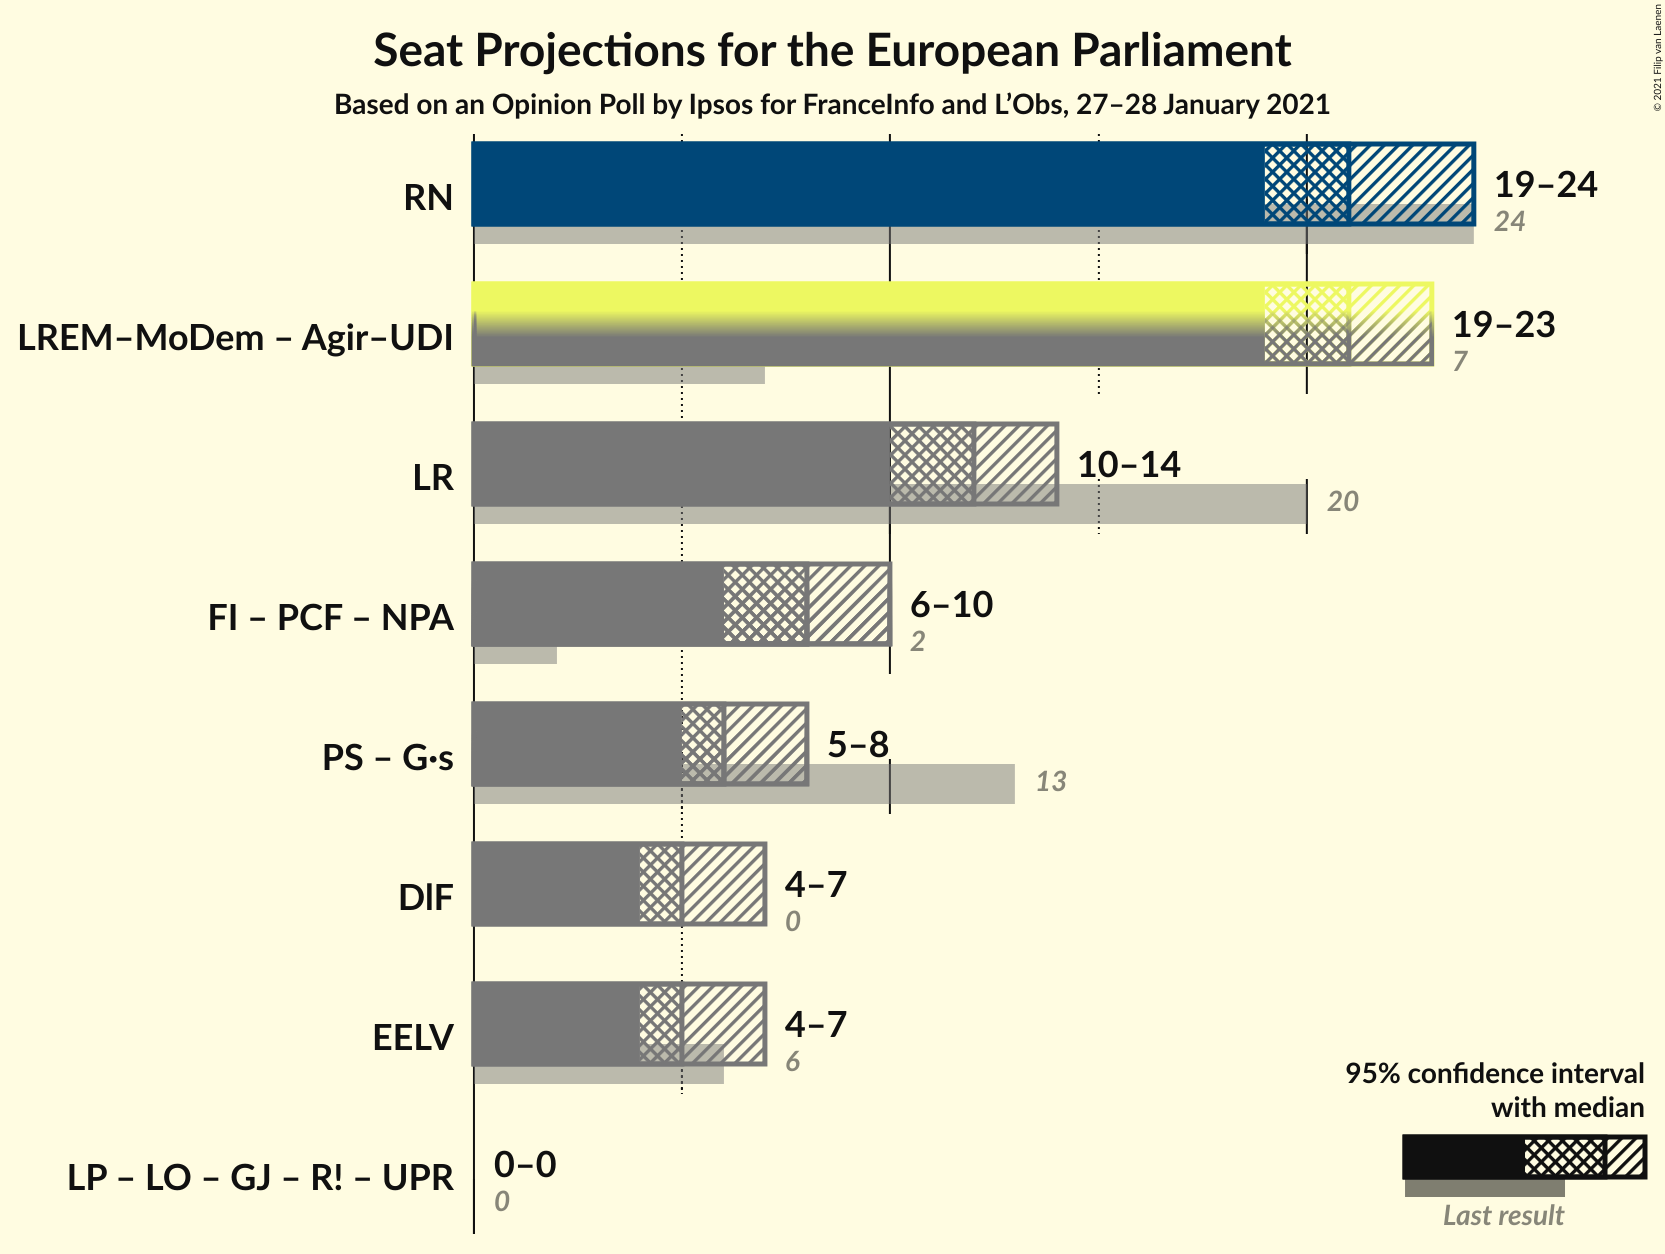 Seat Projections for the European Parliament
Based on an Opinion Poll by Ipsos for FranceInfo and L’Obs, 27–28 January 2021
© 2021 Filip van Laenen
RN
19–24
24
LREM–MoDem – Agir–UDI
19–23
7
LR
10–14
20
FI – PCF – NPA
6–10
2
PS – G·s
5–8
13
DlF
4–7
0
EELV
4–7
6
LP – LO – GJ – R! – UPR
0–0
0
95% confidence interval
with median
Last result